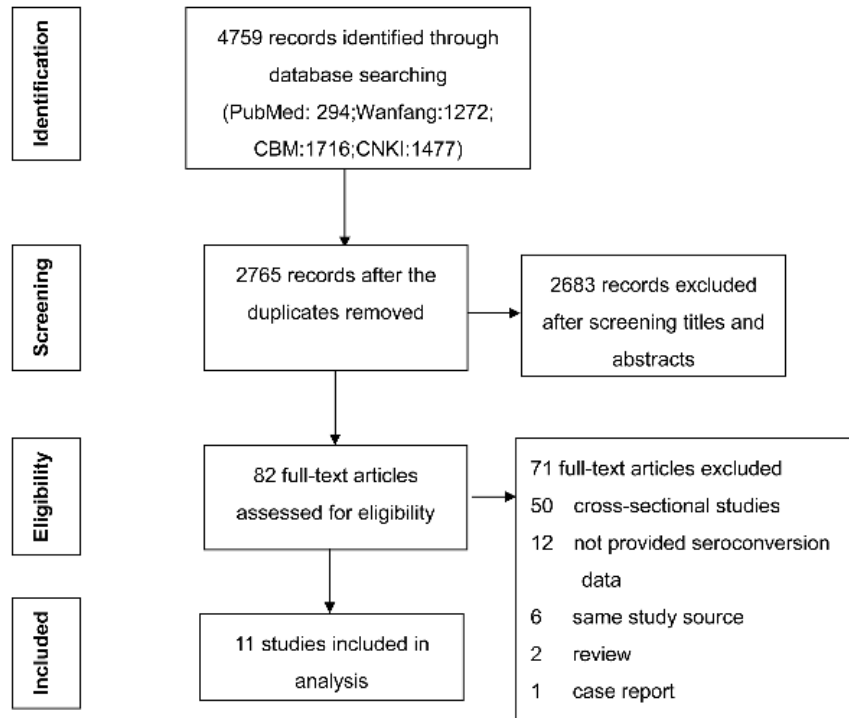 Identification
4759 records identified through
database searching
(PubMed: 294;Wanfang:1272;
CBM:1716;CNKI:1477)
Screening
2765 records after the
duplicates removed
2683 records excluded
after screening titles and
abstracts
Eligibility
82 full-text articles
assessed for eligibility
71 full-text articles excluded
50 cross-sectional studies
12 not provided seroconversion
data
6 same study source
2 review
1 case report
Included
11 studies included in
analysis